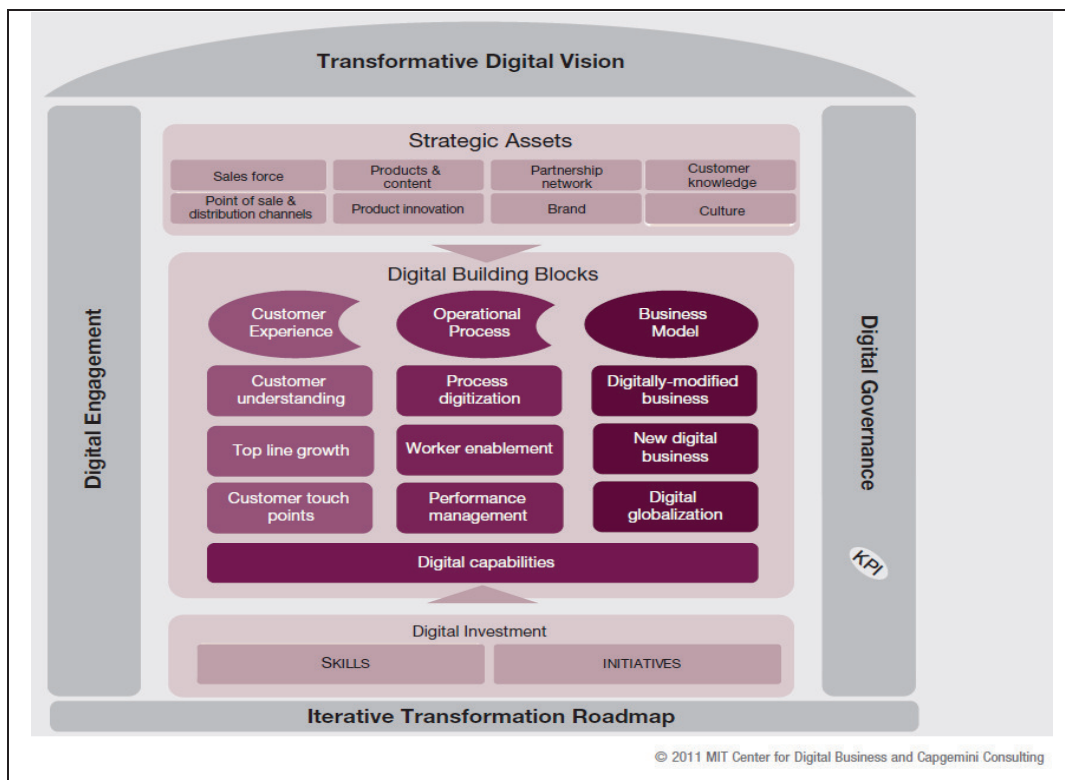 Transformative Digital Vision
Digital Engagement
Strategic Assets
Sales force
Products &
content
Partnership
network
Customer
knowledge
Point of sale &
distribution channels
Product innovation
Brand
Culture
Digital Building Blocks
Customer
Experience
Operational
Process
Business
Model
Customer
understanding
Process
digitization
Digitally-modified
business
Top line growth
Worker enablement
New digital
business
Customer touch
points
Performance
management
Digital
globalization
Digital capabilities
Digital Investment
SKILLS
INITIATIVES
Digital Governance
KPI
Iterative Transformation Roadmap
© 2011 MIT Center for Digital Business and Capgemini Consulting